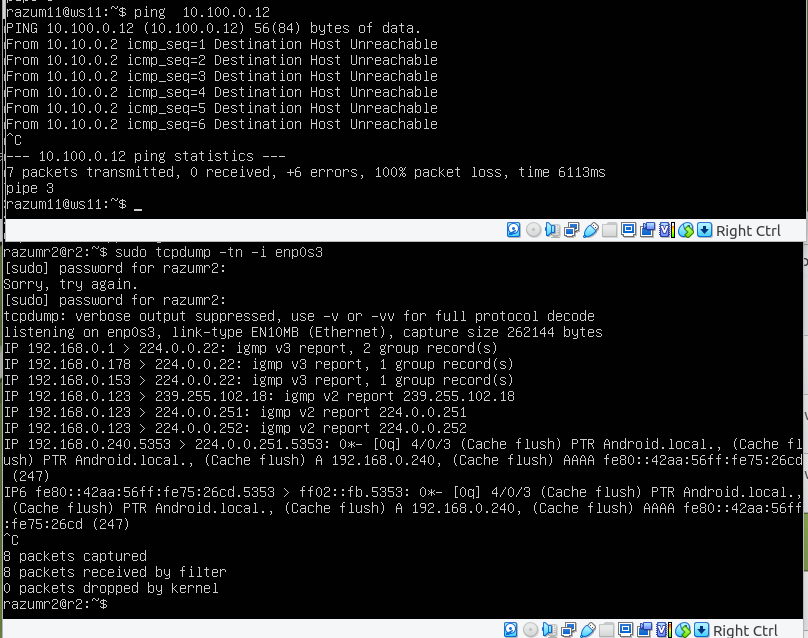 razum11@ws11:~$ ping  10.100.0.12
PING 10.100.0.12 (10.100.0.12) 56(84) bytes of data.
From 10.10.0.2 icmp_seq=1 Destination Host Unreachable
From 10.10.0.2 icmp_seq=2 Destination Host Unreachable
From 10.10.0.2 icmp_seq=3 Destination Host Unreachable
From 10.10.0.2 icmp_seq=4 Destination Host Unreachable
From 10.10.0.2 icmp_seq=5 Destination Host Unreachable
From 10.10.0.2 icmp_seq=6 Destination Host Unreachable
^C
--- 10.100.0.12 ping statistics ---
7 packets transmitted, 0 received, +6 errors, 100% packet loss, time 6113ms
pipe 3
razum11@ws11:~$ _
Right Ctrl
razumr2@r2:~$ sudo tcpdump -tn -i enp0s3
[sudo] password for razumr2:
Sorry, try again.
[sudo] password for razumr2:
tcpdump: verbose output suppressed, use -v or -vv for full protocol decode
listening on enp0s3, link-type EN10MB (Ethernet), capture size 262144 bytes
IP 192.168.0.1 > 224.0.0.22: igmp v3 report, 2 group record(s)
IP 192.168.0.178 > 224.0.0.22: igmp v3 report, 1 group record(s)
IP 192.168.0.153 > 224.0.0.22: igmp v3 report, 1 group record(s)
IP 192.168.0.123 > 239.255.102.18: igmp v2 report 239.255.102.18
IP 192.168.0.123 > 224.0.0.251: igmp v2 report 224.0.0.251
IP 192.168.0.123 > 224.0.0.252: igmp v2 report 224.0.0.252
IP 192.168.0.240.5353 > 224.0.0.251.5353: 0*- [0q] 4/0/3 (Cache flush) PTR Android.local., (Cache fl
ush) PTR Android.local., (Cache flush) A 192.168.0.240, (Cache flush) AAAA fe80::42aa:56ff:fe75:26cd
(247)
IP6 fe80::42aa:56ff:fe75:26cd.5353 > ff02::fb.5353: 0*- [0q] 4/0/3 (Cache flush) PTR Android.local.,
(Cache flush) PTR Android.local., (Cache flush) A 192.168.0.240, (Cache flush) AAAA fe80::42aa:56ff
:fe75:26cd (247)
^C
8 packets captured
8 packets received by filter
0 packets dropped by kernel
razumr2@r2:~$
Right Ctrl